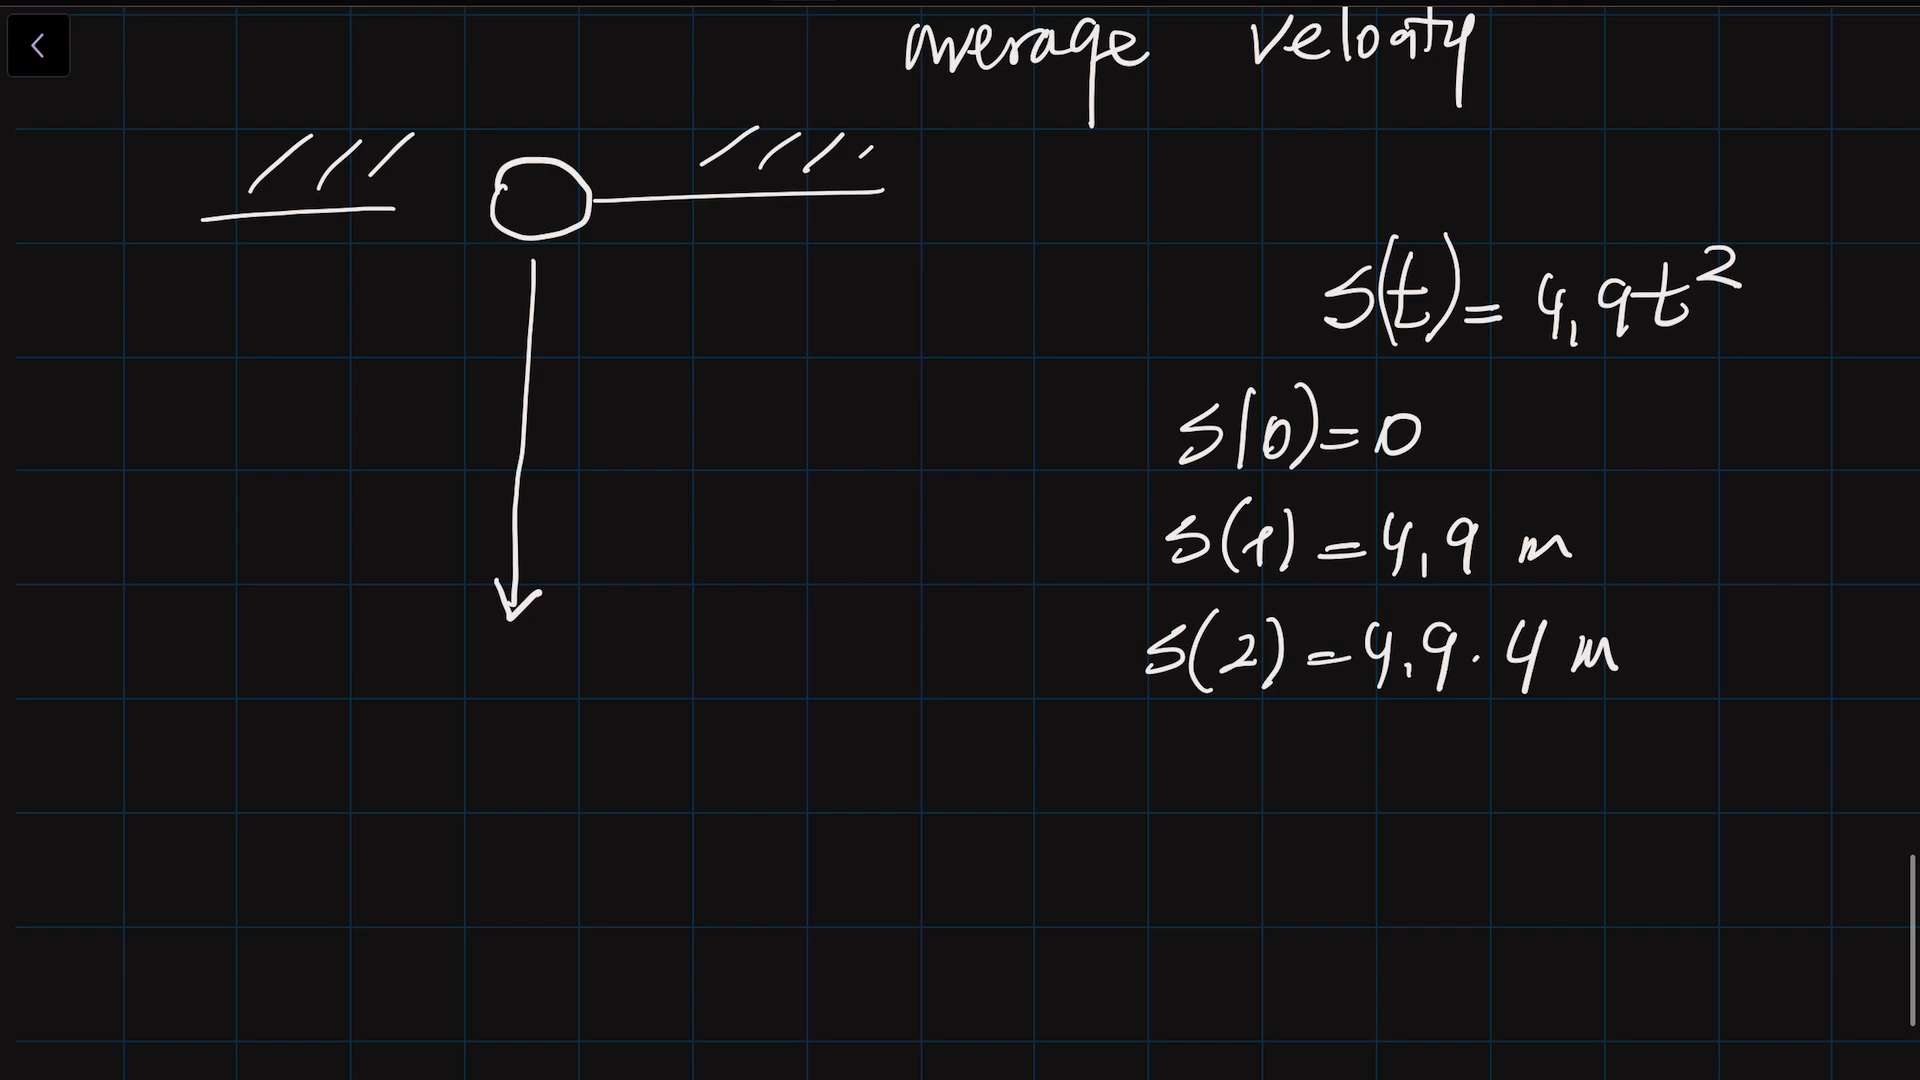 average velocity
s(t) = 4,9t²
s(0) = 0
s(1) = 4,9 m
s(2) = 4,9 · 4 m